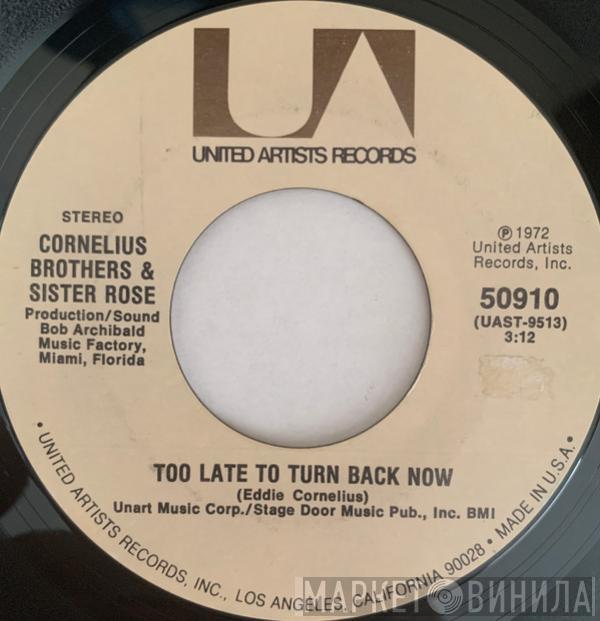 UA
UNITED ARTISTS RECORDS
STEREO
CORNELIUS
BROTHERS &
SISTER ROSE
Production/Sound
Bob Archibald
Music Factory,
Miami, Florida
℗ 1972
United Artists
Records, Inc.
50910
(UAST-9513)
3:12
TOO LATE TO TURN BACK NOW
(Eddie Cornelius)
Unart Music Corp./Stage Door Music Pub., Inc. BMI
• UNITED ARTISTS RECORDS, INC., LOS ANGELES, CALIFORNIA 90028 • MADE IN U.S.A. •
МАРКЕТ ВИНИЛА